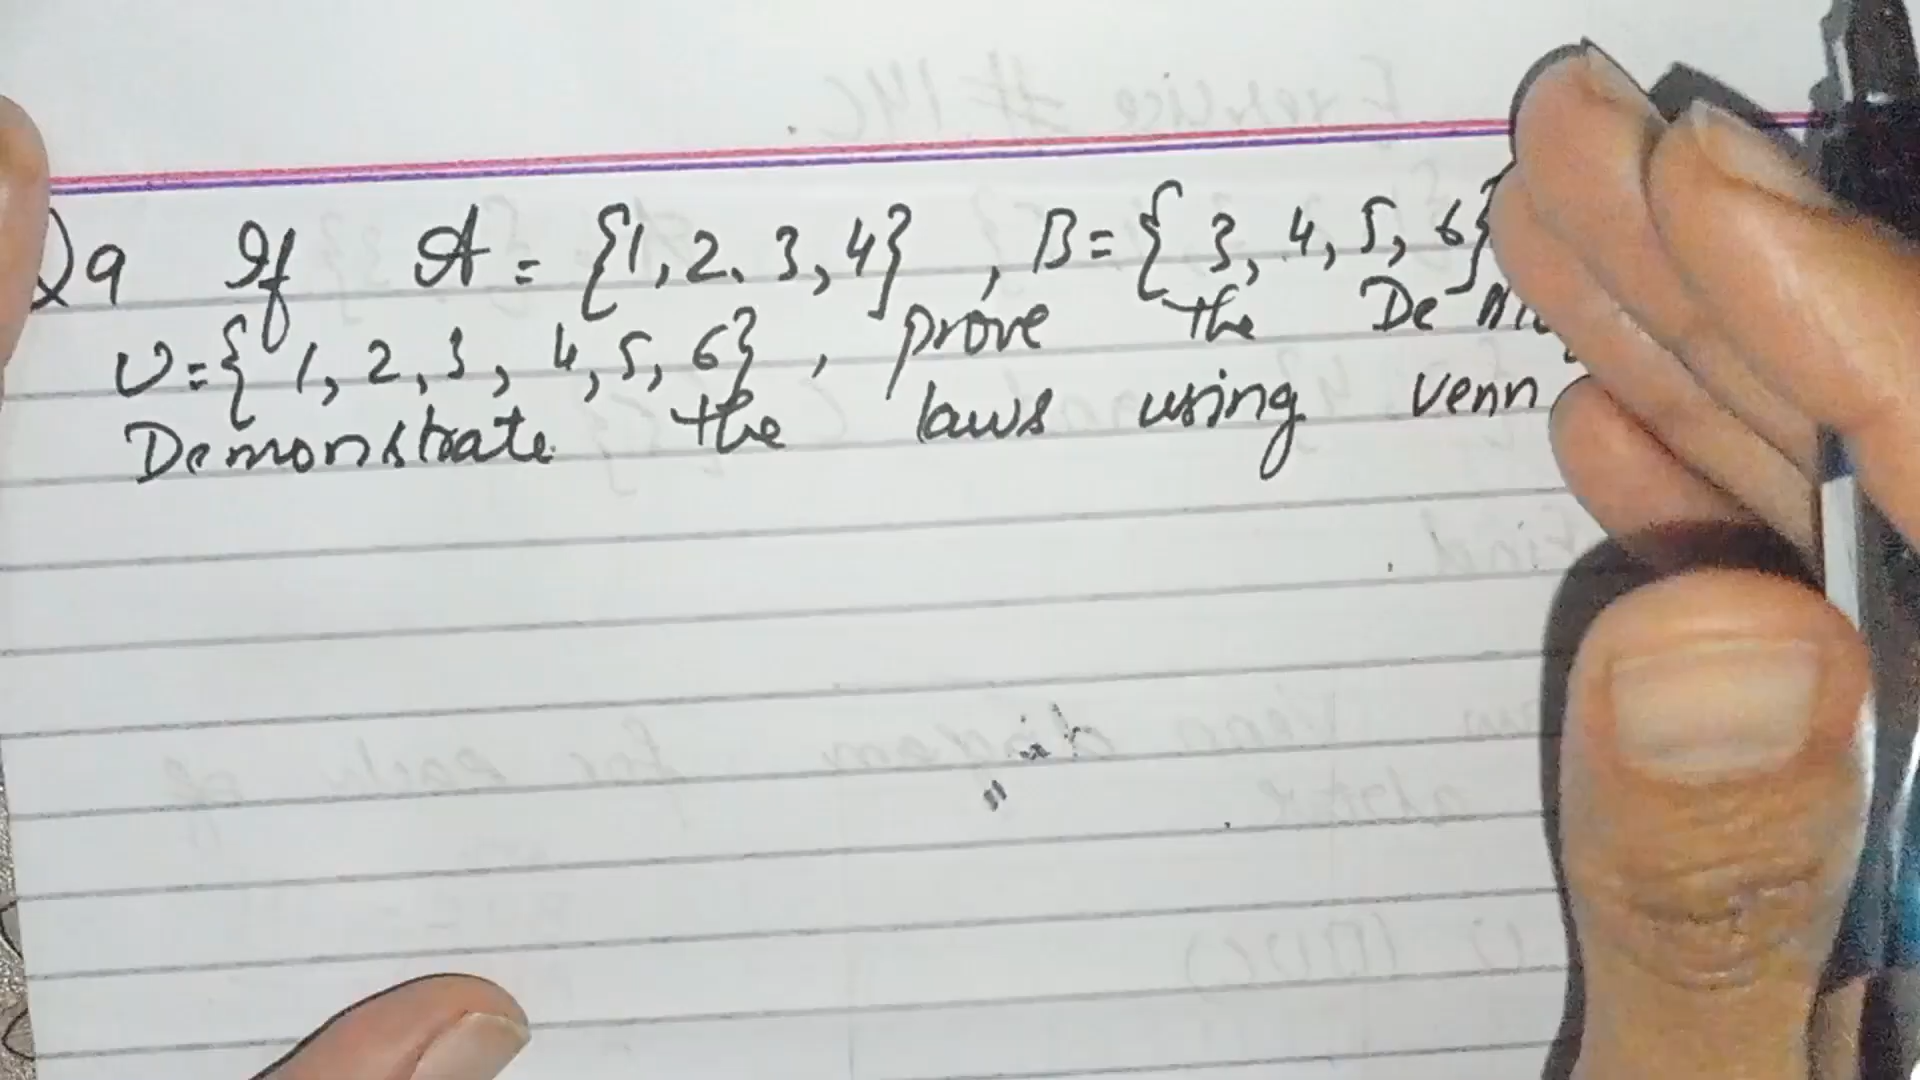 Q9 If A = {1, 2, 3, 4} , B = { 3, 4, 5, 6}
U = { 1, 2, 3, 4, 5, 6} , prove the De
Demonstrate the laws using venn